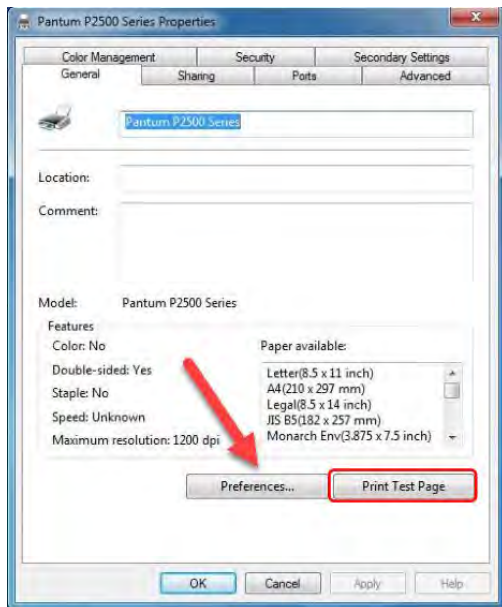 Pantum P2500 Series Properties
Color Management Security Secondary Settings
General Sharing Ports Advanced
Pantum P2500 Series
Location:
Comment:
Model: Pantum P2500 Series
Features
Color: No Paper available:
Double-sided: Yes Letter(8.5 x 11 inch)
Staple: No A4(210 x 297 mm)
Legal(8.5 x 14 inch)
Speed: Unknown JIS B5(182 x 257 mm)
Maximum resolution: 1200 dpi Monarch Env(3.875 x 7.5 inch)
Preferences... Print Test Page
OK Cancel Apply Help